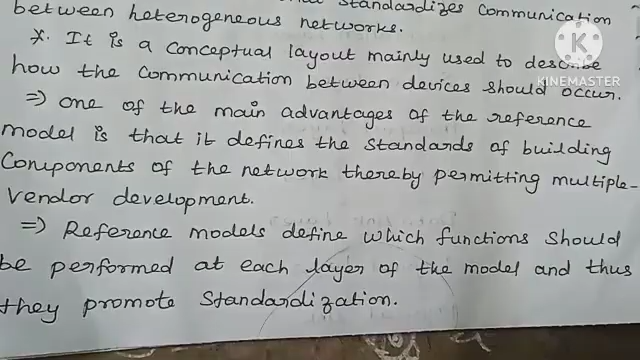 Standardizes Communication
between heterogeneous networks.
*. It is a conceptual layout mainly used to describe
how the communication between devices should occur.
KINEMASTER
=) One of the main advantages of the reference
model is that it defines the standards of building
Components of the network thereby permitting multiple-
vendor development.
=) Reference models define which functions should
be performed at each layer of the model and thus
they promote Standardization.